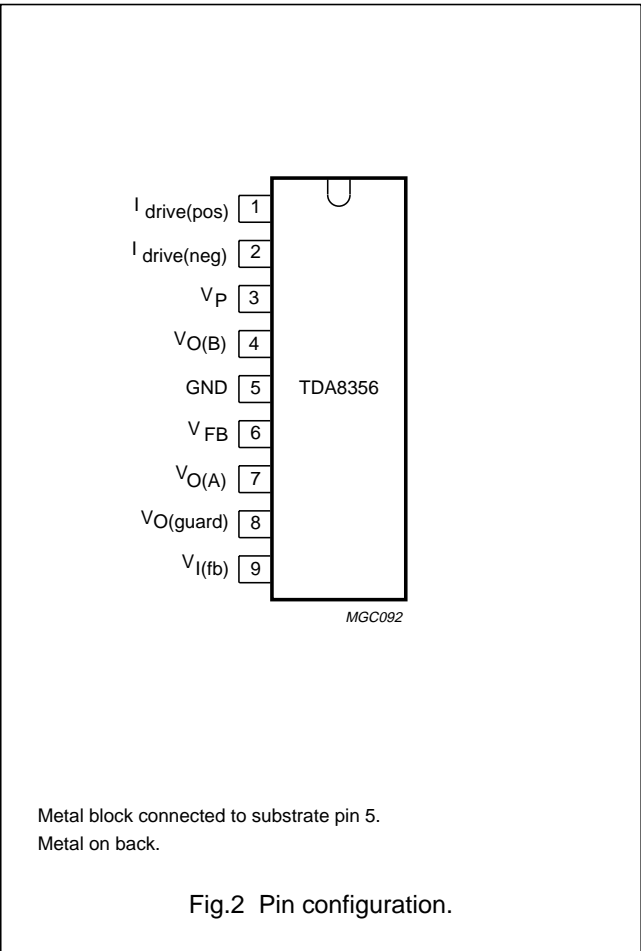 I drive(pos) 1
I drive(neg) 2
VP 3
VO(B) 4
GND 5 TDA8356
VFB 6
VO(A) 7
VO(guard) 8
VI(fb) 9
MGC092
Metal block connected to substrate pin 5.
Metal on back.
Fig.2 Pin configuration.